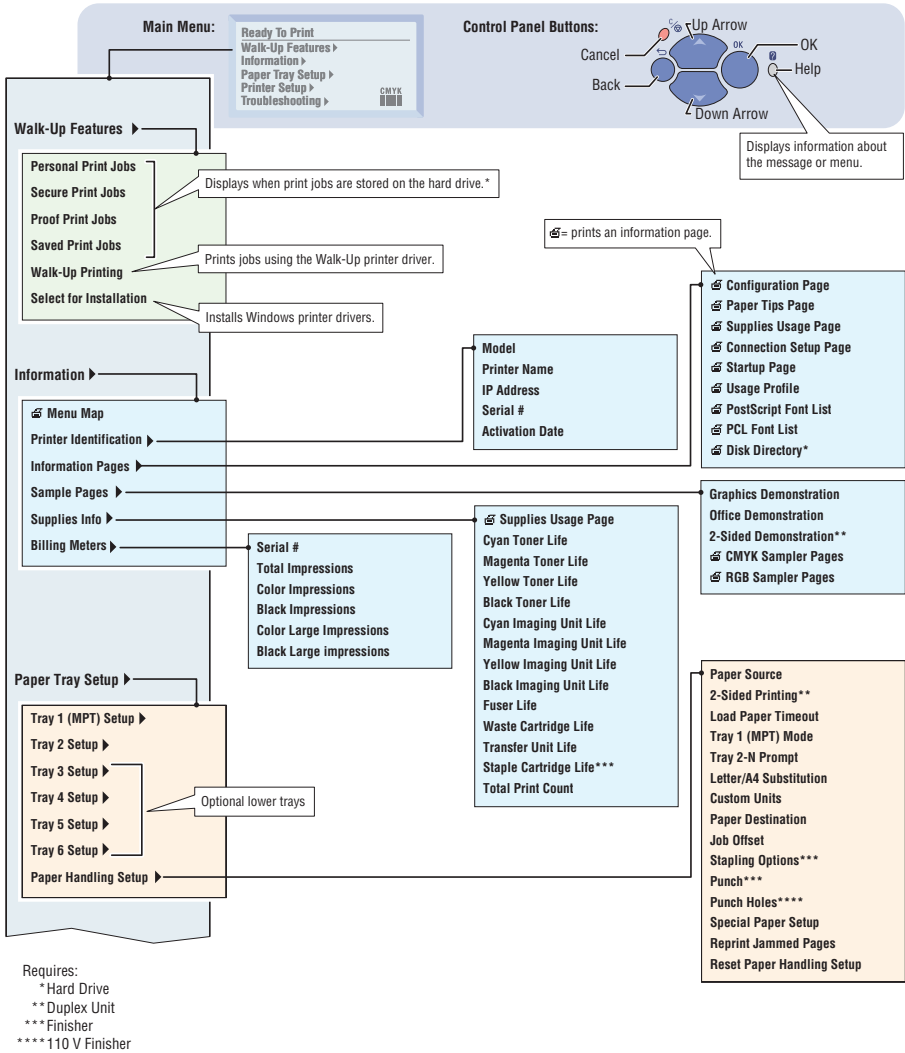 Main Menu:
Ready To Print
Walk-Up Features
Information
Paper Tray Setup
Printer Setup
Troubleshooting
CMYK
Control Panel Buttons:
C/
Up Arrow
Cancel
OK
OK
?
Help
Back
Down Arrow
Displays information about
the message or menu.
Walk-Up Features
Personal Print Jobs
Secure Print Jobs
Proof Print Jobs
Saved Print Jobs
Walk-Up Printing
Select for Installation
Displays when print jobs are stored on the hard drive.*
Prints jobs using the Walk-Up printer driver.
Installs Windows printer drivers.
= prints an information page.
Information
Menu Map
Printer Identification
Information Pages
Sample Pages
Supplies Info
Billing Meters
Model
Printer Name
IP Address
Serial #
Activation Date
Configuration Page
Paper Tips Page
Supplies Usage Page
Connection Setup Page
Startup Page
Usage Profile
PostScript Font List
PCL Font List
Disk Directory*
Graphics Demonstration
Office Demonstration
2-Sided Demonstration**
CMYK Sampler Pages
RGB Sampler Pages
Supplies Usage Page
Cyan Toner Life
Magenta Toner Life
Yellow Toner Life
Black Toner Life
Cyan Imaging Unit Life
Magenta Imaging Unit Life
Yellow Imaging Unit Life
Black Imaging Unit Life
Fuser Life
Waste Cartridge Life
Transfer Unit Life
Staple Cartridge Life***
Total Print Count
Serial #
Total Impressions
Color Impressions
Black Impressions
Color Large Impressions
Black Large impressions
Paper Tray Setup
Tray 1 (MPT) Setup
Tray 2 Setup
Tray 3 Setup
Tray 4 Setup
Tray 5 Setup
Tray 6 Setup
Paper Handling Setup
Optional lower trays
Paper Source
2-Sided Printing**
Load Paper Timeout
Tray 1 (MPT) Mode
Tray 2-N Prompt
Letter/A4 Substitution
Custom Units
Paper Destination
Job Offset
Stapling Options***
Punch***
Punch Holes****
Special Paper Setup
Reprint Jammed Pages
Reset Paper Handling Setup
Requires:
*Hard Drive
**Duplex Unit
***Finisher
****110 V Finisher